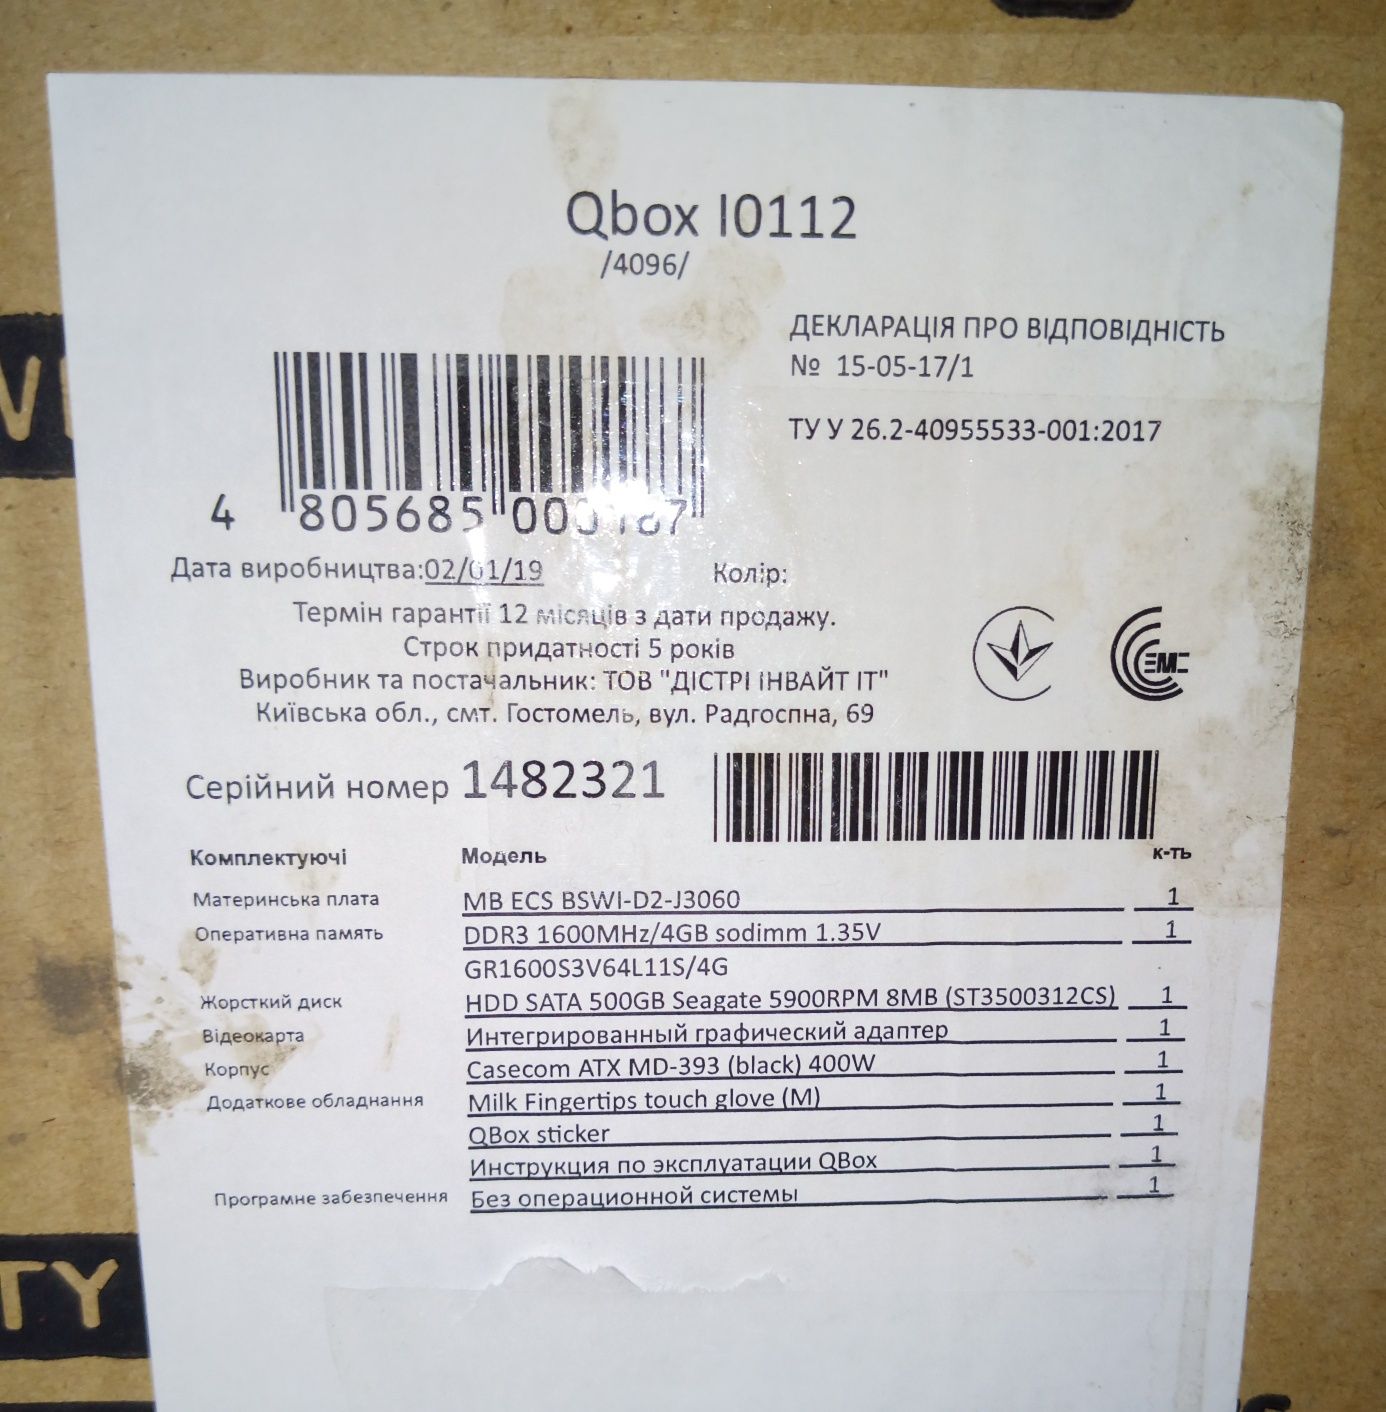 Qbox I0112
/4096/
ДЕКЛАРАЦІЯ ПРО ВІДПОВІДНІСТЬ
№ 15-05-17/1
ТУ У 26.2-40955533-001:2017
4 805685
Дата виробництва:02/01/19 Колір:
Термін гарантії 12 місяців з дати продажу.
Строк придатності 5 років
Виробник та постачальник: ТОВ "ДІСТРІ ІНВАЙТ ІТ"
Київська обл., смт. Гостомель, вул. Радгоспна, 69
EMC
Серійний номер 1482321
Комплектуючі Модель к-ть
Материнська плата MB ECS BSWI-D2-J3060 1
Оперативна память DDR3 1600MHz/4GB sodimm 1.35V 1
GR1600S3V64L11S/4G
Жорсткий диск HDD SATA 500GB Seagate 5900RPM 8MB (ST3500312CS) 1
Відеокарта Интегрированный графический адаптер 1
Корпус Casecom ATX MD-393 (black) 400W 1
Додаткове обладнання Milk Fingertips touch glove (M) 1
QBox sticker 1
Инструкция по эксплуатации QBox 1
Програмне забезпечення Без операционной системы 1
TY